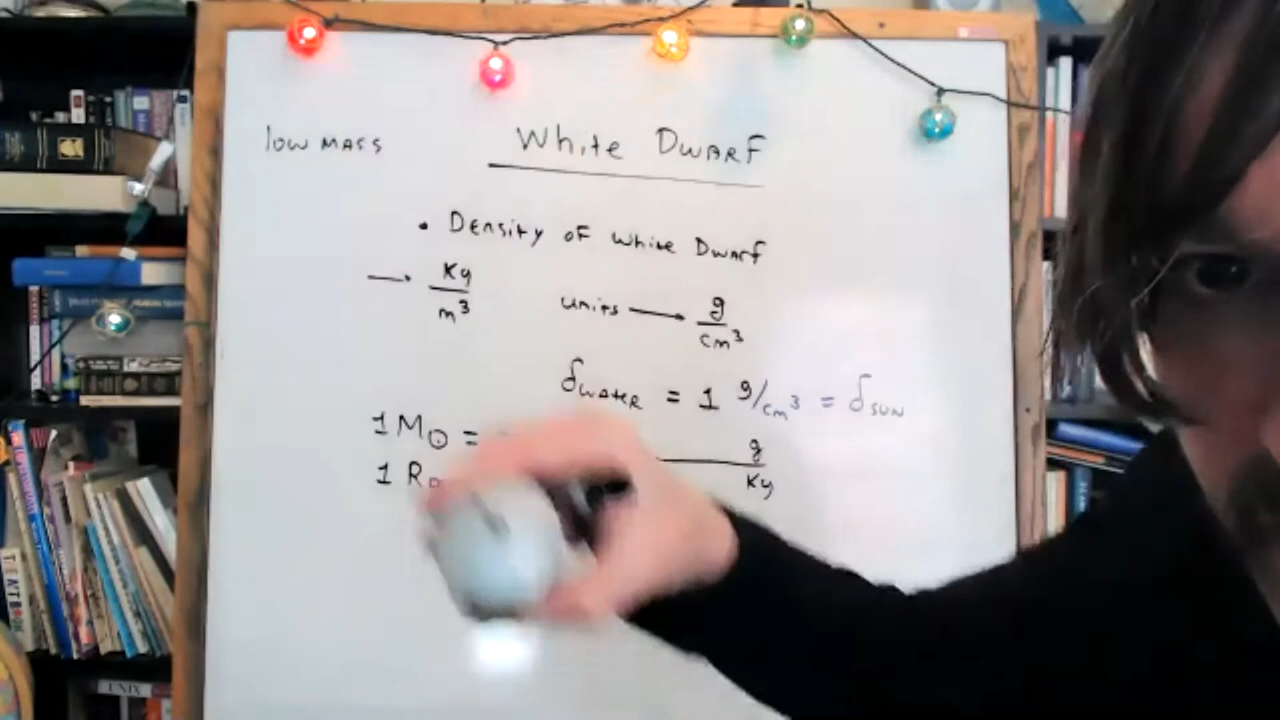 low mass
White Dwarf
• Density of White Dwarf
→ Kg/m³
units → g/cm³
δwater = 1 g/cm³ = δsun
1 M☉ =
g/Kg
1 R
UNIX